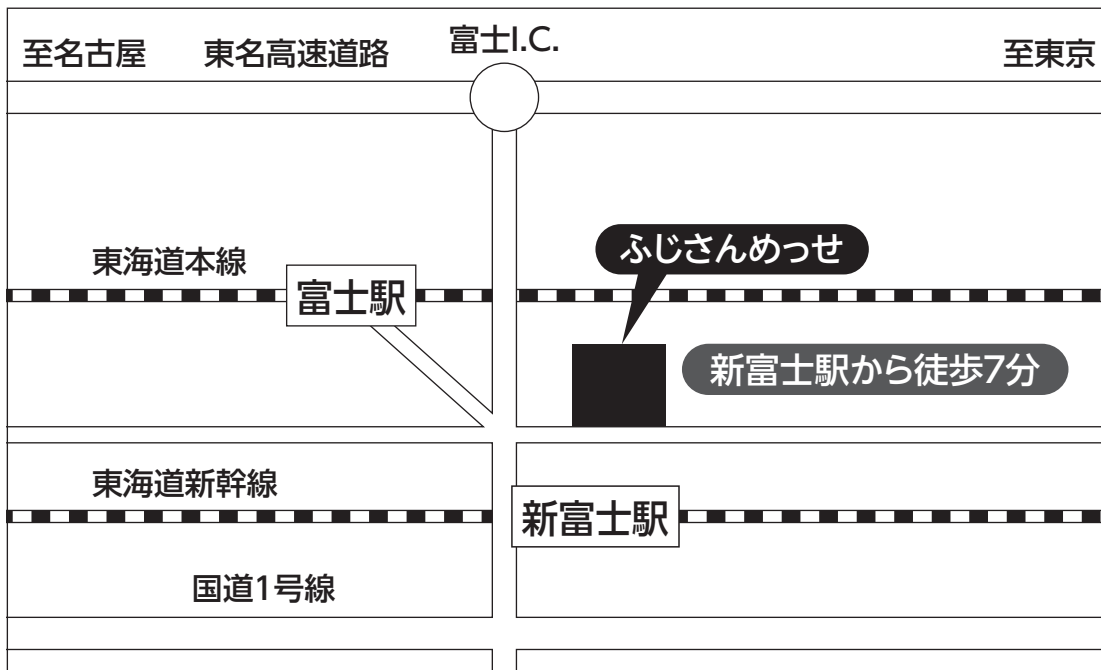 富士I.C.
至名古屋
東名高速道路
至東京
ふじさんめっせ
東海道本線
富士駅
新富士駅から徒歩7分
東海道新幹線
新富士駅
国道1号線